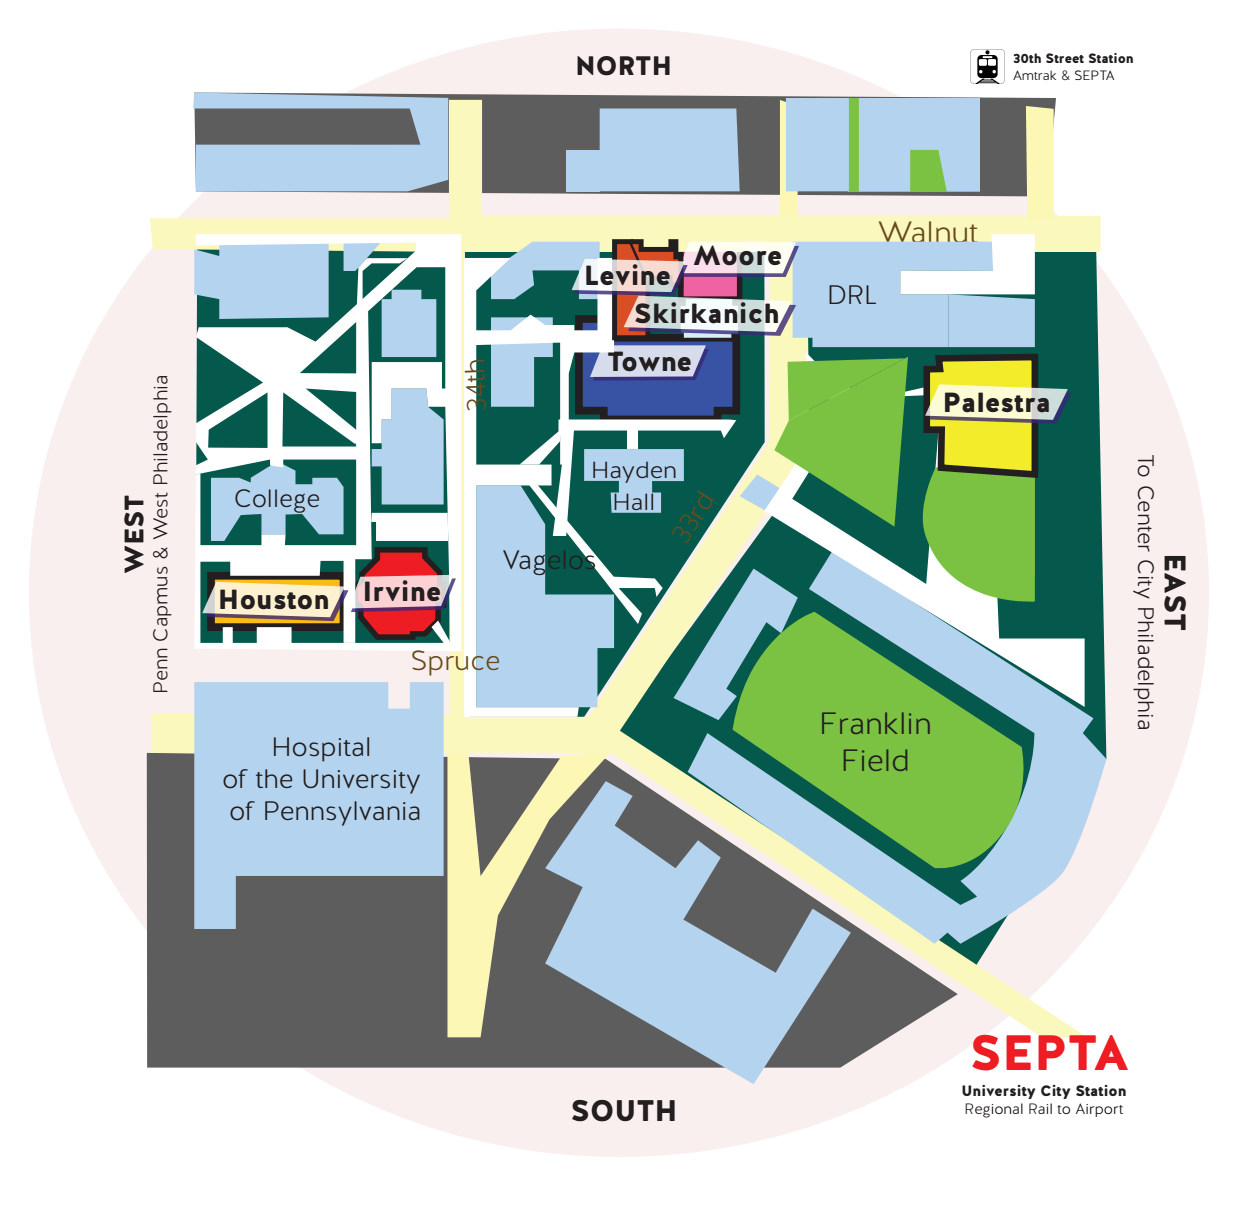 NORTH
30th Street Station
Amtrak & SEPTA
Walnut
Moore
Levine
DRL
Skirkanich
Towne
34th
Palestra
WEST
Penn Capmus & West Philadelphia
To Center City Philadelphia
EAST
Hayden
Hall
College
33rd
Vagelos
Houston
Irvine
Spruce
Franklin
Field
Hospital
of the University
of Pennsylvania
SEPTA
University City Station
Regional Rail to Airport
SOUTH